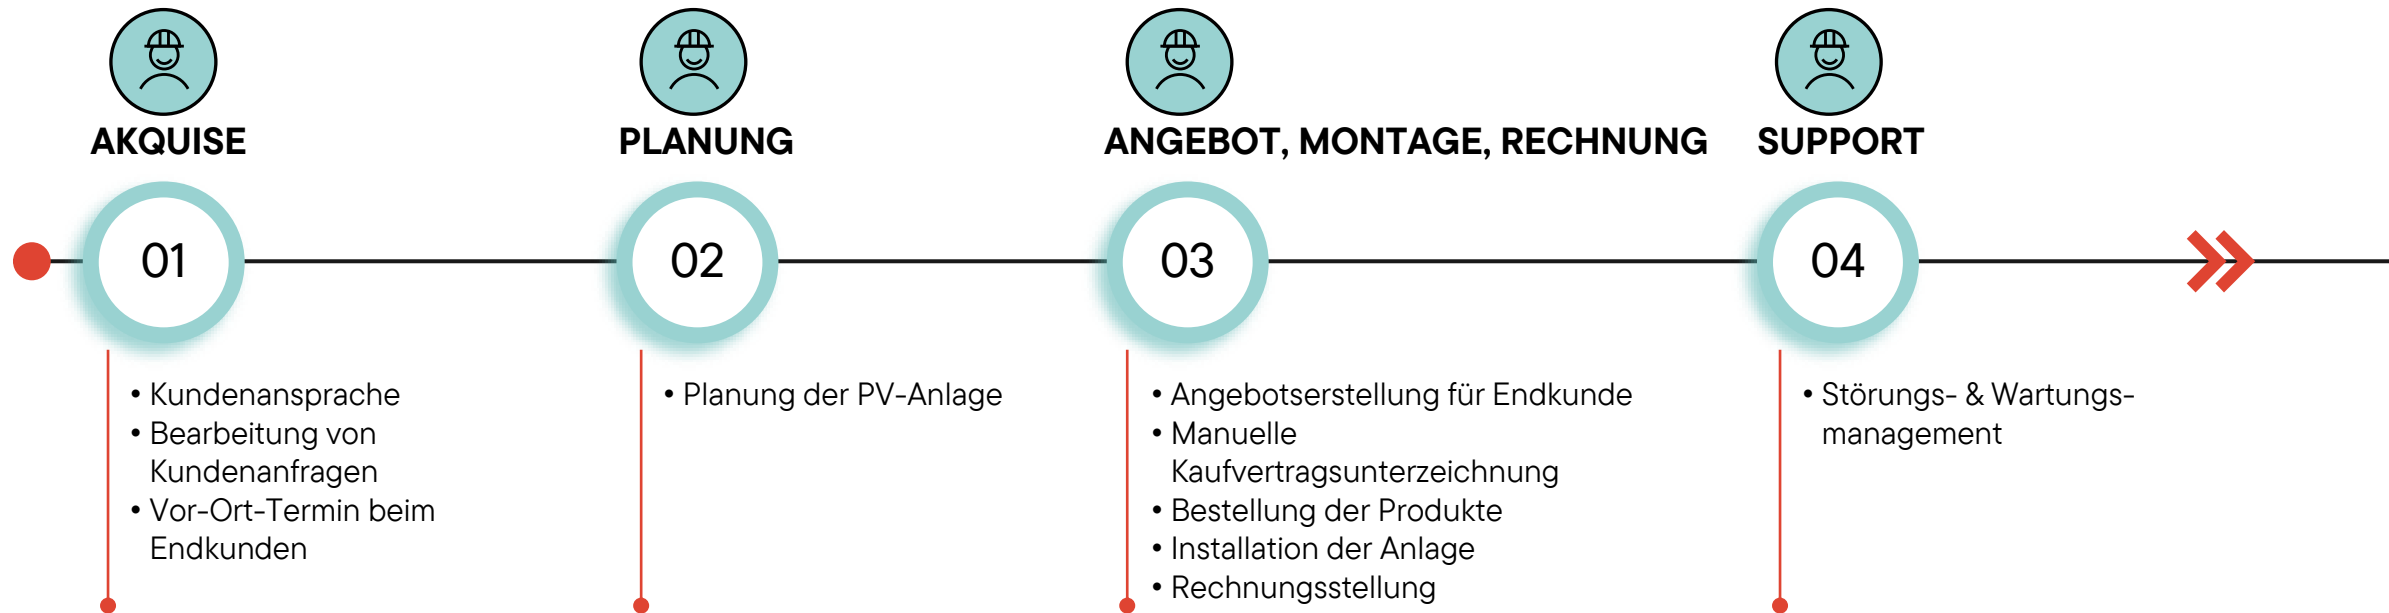 AKQUISE
PLANUNG
ANGEBOT, MONTAGE, RECHNUNG
SUPPORT
01
02
03
04
• Kundenansprache
• Bearbeitung von
Kundenanfragen
• Vor-Ort-Termin beim
Endkunden
• Planung der PV-Anlage
• Angebotserstellung für Endkunde
• Manuelle
Kaufvertragsunterzeichnung
• Bestellung der Produkte
• Installation der Anlage
• Rechnungsstellung
• Störungs- & Wartungs-
management